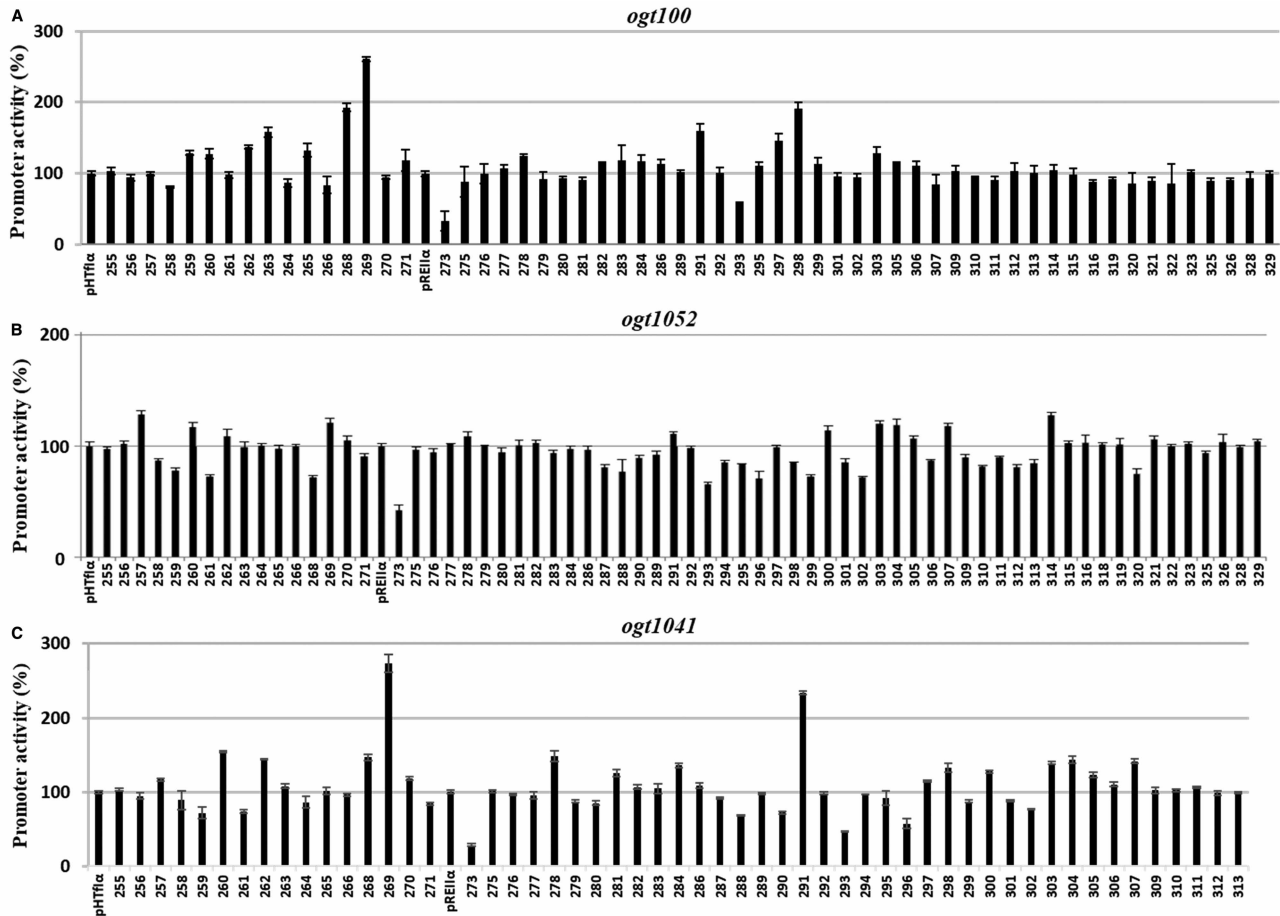 A
ogt100
Promoter activity (%)
300
200
100
0
pHTflα 255 256 257 258 259 260 261 262 263 264 265 266 268 269 270 271 pREIIα 273 275 276 277 278 279 280 281 282 283 284 286 289 291 292 293 295 297 298 299 301 302 303 305 306 307 309 310 311 312 313 314 315 316 319 320 321 322 323 325 326 328 329
B
ogt1052
Promoter activity (%)
200
100
0
pHTflα 255 256 257 258 259 260 261 262 263 264 265 266 268 269 270 271 pREIIα 273 275 276 277 278 279 280 281 282 283 284 286 287 288 290 289 291 292 293 294 295 296 297 298 299 300 301 302 303 304 305 306 307 309 310 311 312 313 314 315 316 318 319 320 321 322 323 325 326 328 329
C
ogt1041
Promoter activity (%)
300
200
100
0
pHTflα 255 256 257 258 259 260 261 262 263 264 265 266 268 269 270 271 pREIIα 273 275 276 277 278 279 280 281 282 283 284 286 287 288 289 290 291 292 293 294 295 296 297 298 299 300 301 302 303 304 305 306 307 309 310 311 312 313